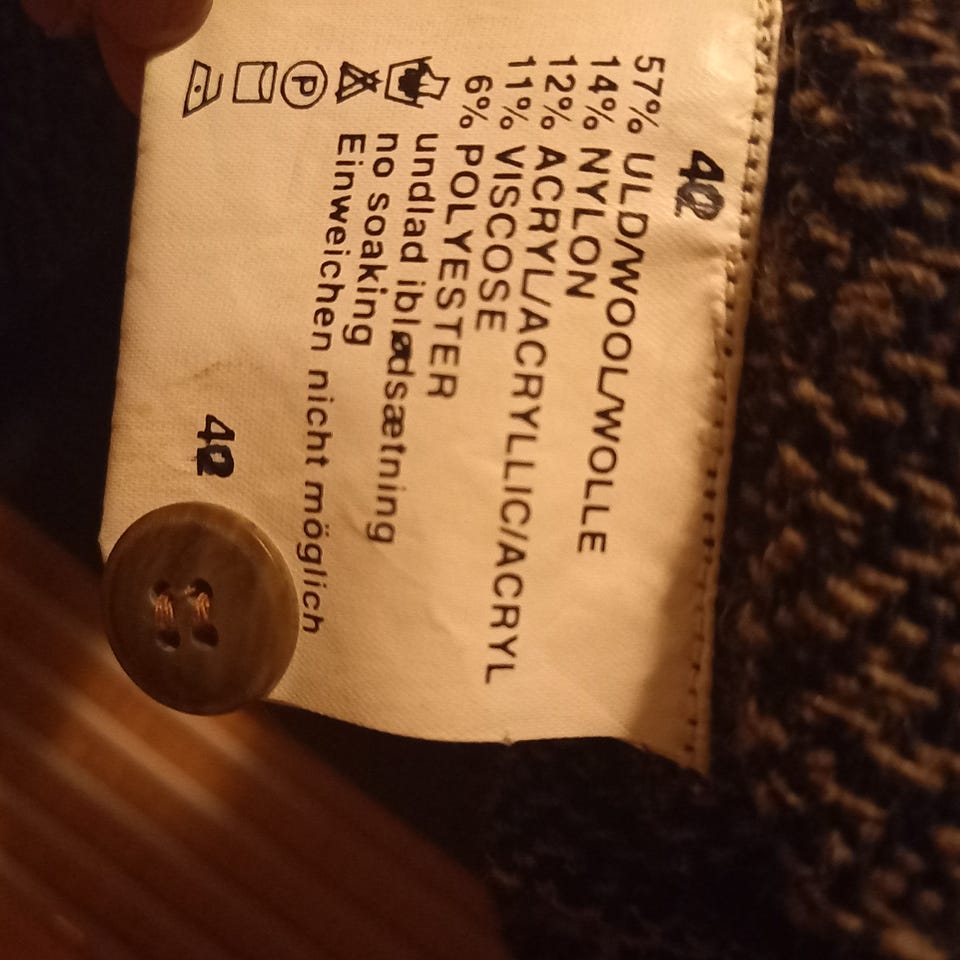 42
57% ULD/WOOL/WOLLE
14% NYLON
12% ACRYL/ACRYLLIC/ACRYL
11% VISCOSE
6% POLYESTER
undlad iblødsætning
no soaking
Einweichen nicht möglich
P
42